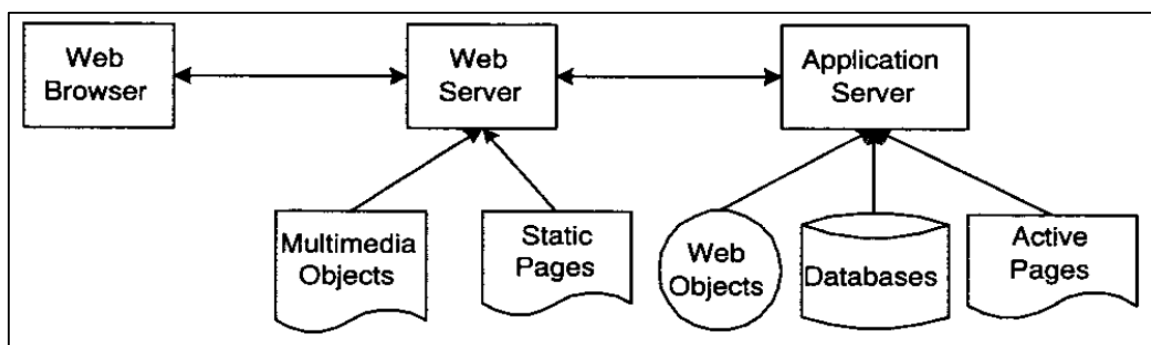 Web
Browser
Web
Server
Application
Server
Multimedia
Objects
Static
Pages
Web
Objects
Databases
Active
Pages